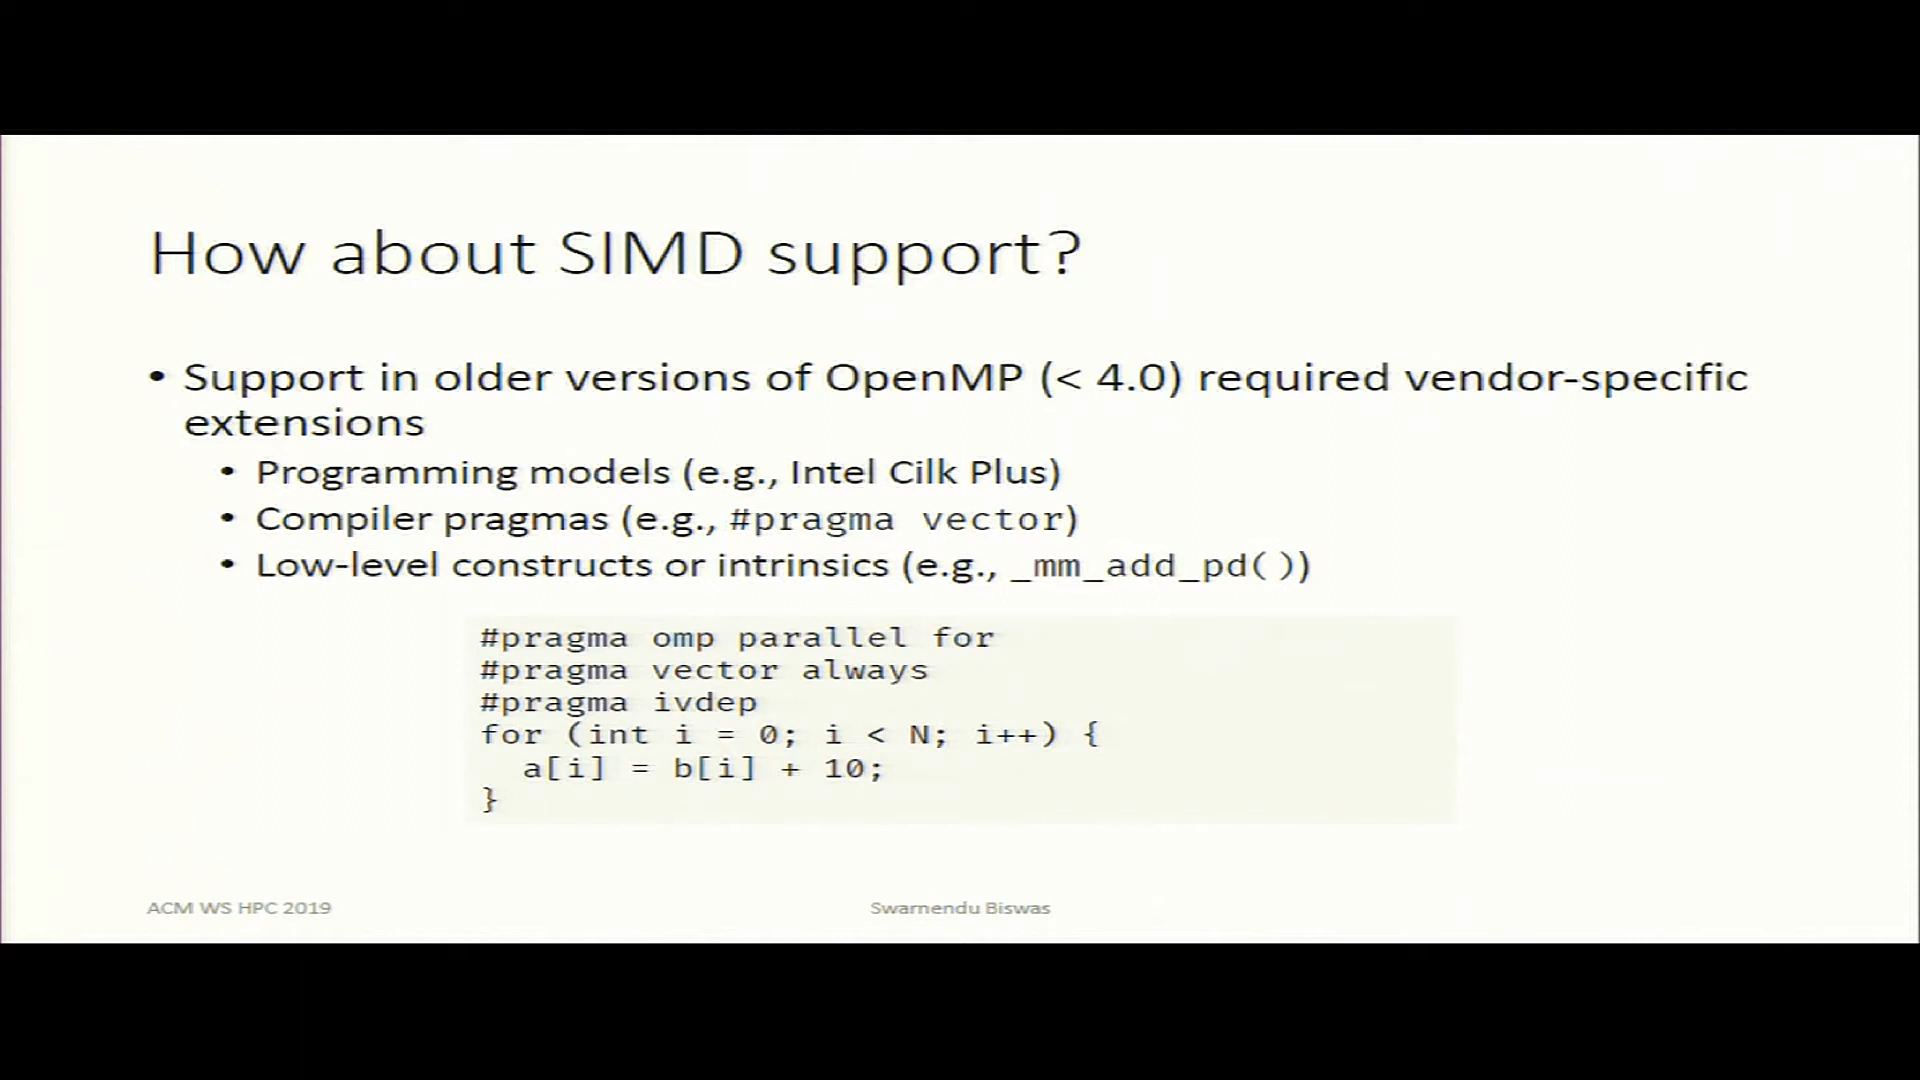 How about SIMD support?
• Support in older versions of OpenMP (< 4.0) required vendor-specific
extensions
• Programming models (e.g., Intel Cilk Plus)
• Compiler pragmas (e.g., #pragma vector)
• Low-level constructs or intrinsics (e.g., _mm_add_pd())
#pragma omp parallel for
#pragma vector always
#pragma ivdep
for (int i = 0; i < N; i++) {
  a[i] = b[i] + 10;
}
ACM WS HPC 2019
Swarnendu Biswas